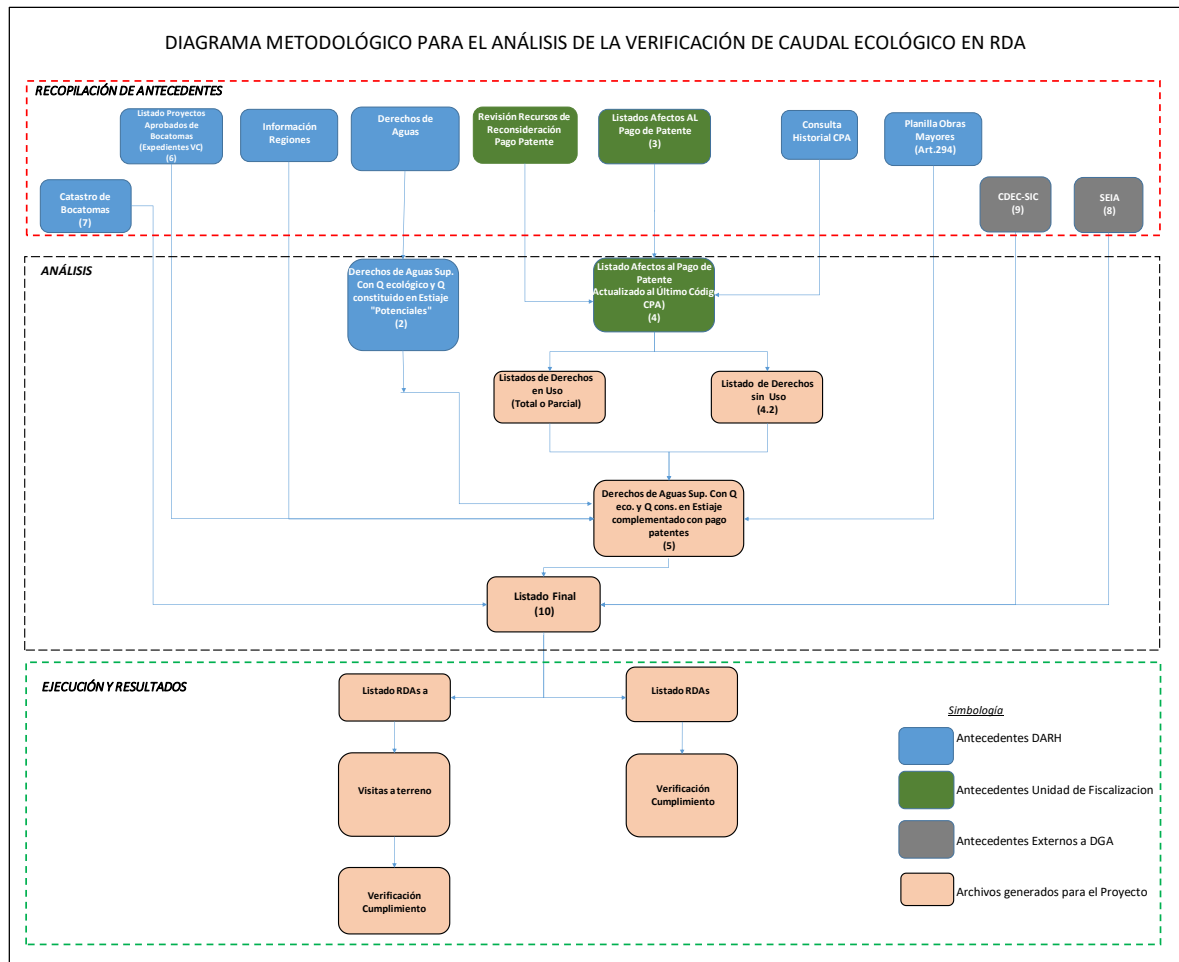 DIAGRAMA METODOLÓGICO PARA EL ANÁLISIS DE LA VERIFICACIÓN DE CAUDAL ECOLÓGICO EN RDA
RECOPILACIÓN DE ANTECEDENTES
Listado Proyectos
Aprobados de
Bocatomas
(Expedientes VC)
(6)
Información
Regiones
Derechos de
Aguas
Revisión Recursos de
Reconsideración
Pago Patente
Listados Afectos AL
Pago de Patente
(3)
Consulta
Historial CPA
Planilla Obras
Mayores
(Art.294)
Catastro de
Bocatomas
(7)
CDEC-SIC
(9)
SEIA
(8)
ANÁLISIS
Derechos de Aguas Sup.
Con Q ecológico y Q
constituido en Estiaje
"Potenciales"
(2)
Listado Afectos al Pago de
Patente
Actualizado al Último Códig
CPA)
(4)
Listados de Derechos
en Uso
(Total o Parcial)
Listado de Derechos
sin Uso
(4.2)
Derechos de Aguas Sup. Con Q
eco. y Q cons. en Estiaje
complementado con pago
patentes
(5)
Listado Final
(10)
EJECUCIÓN Y RESULTADOS
Listado RDAs a
Listado RDAs
Visitas a terreno
Verificación
Cumplimiento
Verificación
Cumplimiento
Simbología
Antecedentes DARH
Antecedentes Unidad de Fiscalizacion
Antecedentes Externos a DGA
Archivos generados para el Proyecto